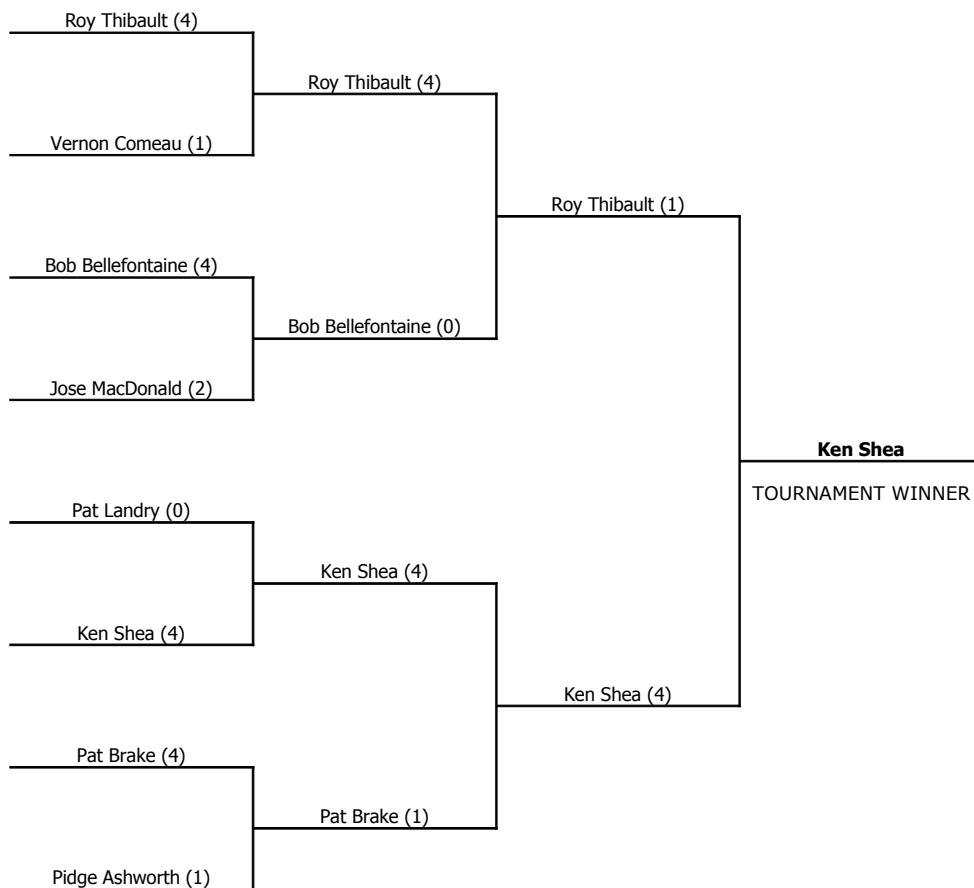 Roy Thibault (4)
Roy Thibault (4)
Vernon Comeau (1)
Roy Thibault (1)
Bob Bellefontaine (4)
Bob Bellefontaine (0)
Jose MacDonald (2)
Ken Shea
TOURNAMENT WINNER
Pat Landry (0)
Ken Shea (4)
Ken Shea (4)
Ken Shea (4)
Pat Brake (4)
Pat Brake (1)
Pidge Ashworth (1)